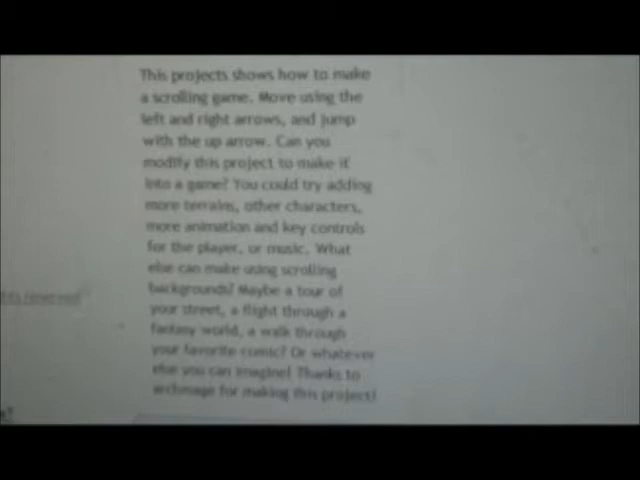 This projects shows how to make
a scrolling game. Move using the
left and right arrows, and jump
with the up arrow. Can you
modify this project to make it
into a game? You could try adding
more terrains, other characters,
more animation and key controls
for the player, or music. What
else can make using scrolling
backgrounds? Maybe a tour of
your street, a flight through a
fantasy world, a walk through
your favorite comic? Or whatever
else you can imagine! Thanks to
archmage for making this project!
reserved